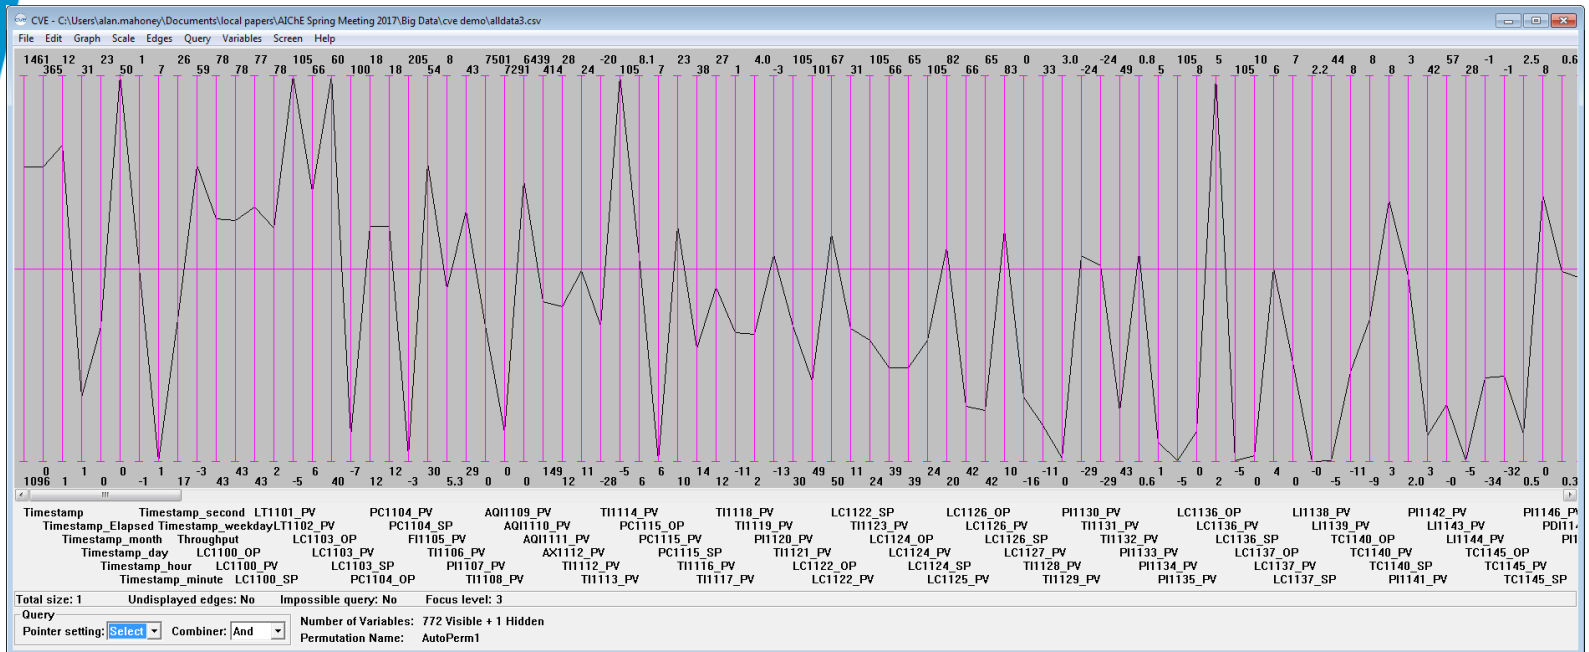 CVE - C:\Users\alan.mahoney\Documents\local papers\AIChE Spring Meeting 2017\Big Data\cve demo\alldata3.csv
File Edit Graph Scale Edges Query Variables Screen Help
1461 12 23 1 26 78 77 105 60 18 205 8 7501 6439 28 -20 8.1 23 27 4.0 105 67 105 65 82 65 0 3.0 -24 0.8 105 5 10 7 44 8 3 57 -1 2.5 0.6
365 31 50 7 59 78 78 66 100 18 54 43 7291 414 24 105 7 38 1 -3 101 31 66 105 66 83 33 -24 49 5 8 105 6 2.2 8 8 42 28 -1 8
0 1 0 1 -3 43 2 6 -7 12 30 29 0 149 11 -5 6 14 -11 -13 49 11 39 24 42 10 -11 -29 43 1 0 -5 4 -0 -11 3 3 -5 -32 0
1096 1 0 -1 17 43 43 -5 40 12 -3 5.3 0 0 12 -28 6 10 12 2 30 50 24 39 20 42 -16 0 0.6 -5 2 0 0 -5 -9 2.0 2 -0 -34 0.5 0.3
Timestamp Timestamp_second LT1101_PV PC1104_PV AQI1109_PV TI1114_PV TI1118_PV LC1122_SP LC1126_OP PI1130_PV LC1136_OP LI1138_PV PI1142_PV PI1146_PV
Timestamp_Elapsed Timestamp_weekday LT1102_PV PC1104_SP AQI1110_PV PC1115_OP TI1119_PV TI1123_PV LC1126_PV TI1131_PV LC1136_PV LI1139_PV LI1143_PV PDI114
Timestamp_month Throughput LC1103_OP FI1105_PV AQI1111_PV PC1115_PV PI1120_PV LC1124_OP LC1126_SP TI1132_PV LC1136_SP TC1140_OP LI1144_PV PI1
Timestamp_day LC1100_OP LC1103_PV TI1106_PV AX1112_PV PC1115_SP TI1121_PV LC1124_PV LC1127_PV PI1133_PV LC1137_OP TC1140_PV TC1145_OP
Timestamp_hour LC1100_PV LC1103_SP PI1107_PV TI1112_PV TI1116_PV LC1122_OP LC1124_SP TI1128_PV PI1134_PV LC1137_PV TC1140_SP TC1145_PV
Timestamp_minute LC1100_SP PC1104_OP TI1108_PV TI1113_PV TI1117_PV LC1122_PV LC1125_PV TI1129_PV PI1135_PV LC1137_SP PI1141_PV TC1145_SP
Total size: 1 Undisplayed edges: No Impossible query: No Focus level: 3
Query
Pointer setting: Select Combiner: And
Number of Variables: 772 Visible + 1 Hidden
Permutation Name: AutoPerm1